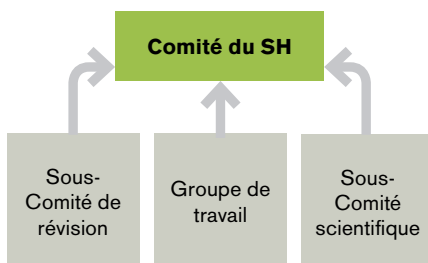 Comité du SH
Sous-
Comité de
révision
Groupe de
travail
Sous-
Comité
scientifique